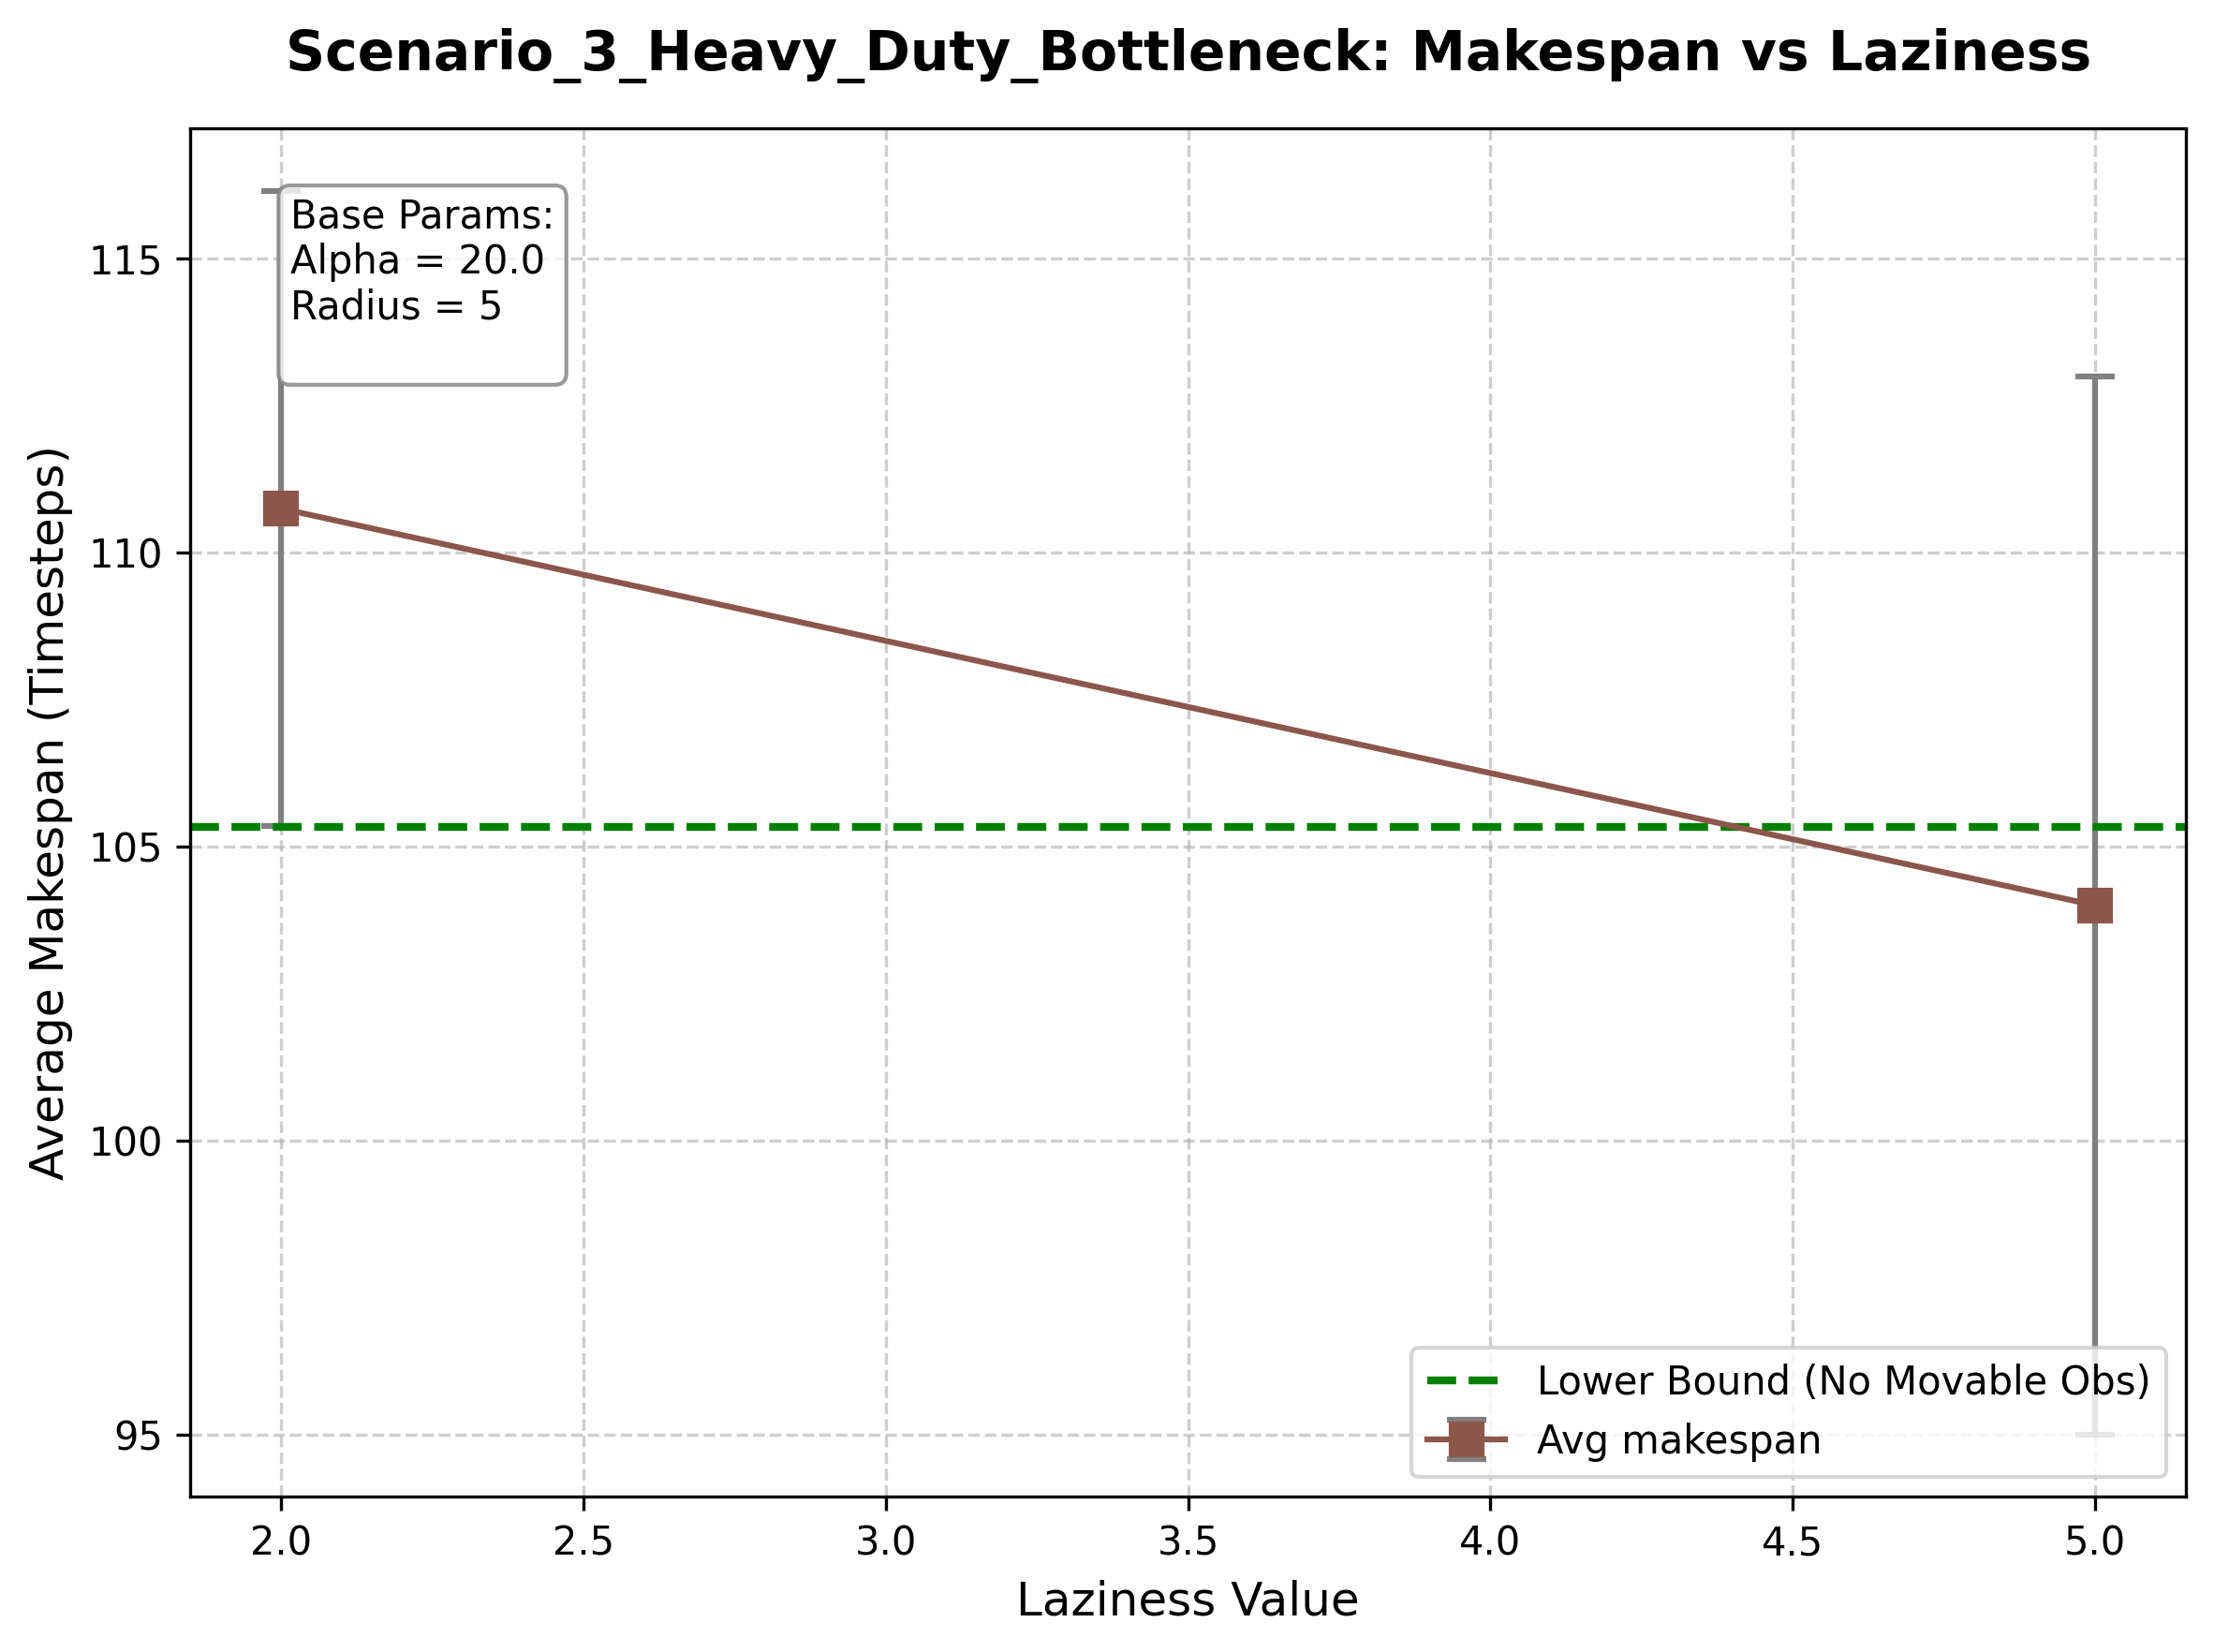 Scenario_3_Heavy_Duty_Bottleneck: Makespan vs Laziness
Base Params:
Alpha = 20.0
Radius = 5
Average Makespan (Timesteps)
115
110
105
100
95
Lower Bound (No Movable Obs)
Avg makespan
2.0 2.5 3.0 3.5 4.0 4.5 5.0
Laziness Value